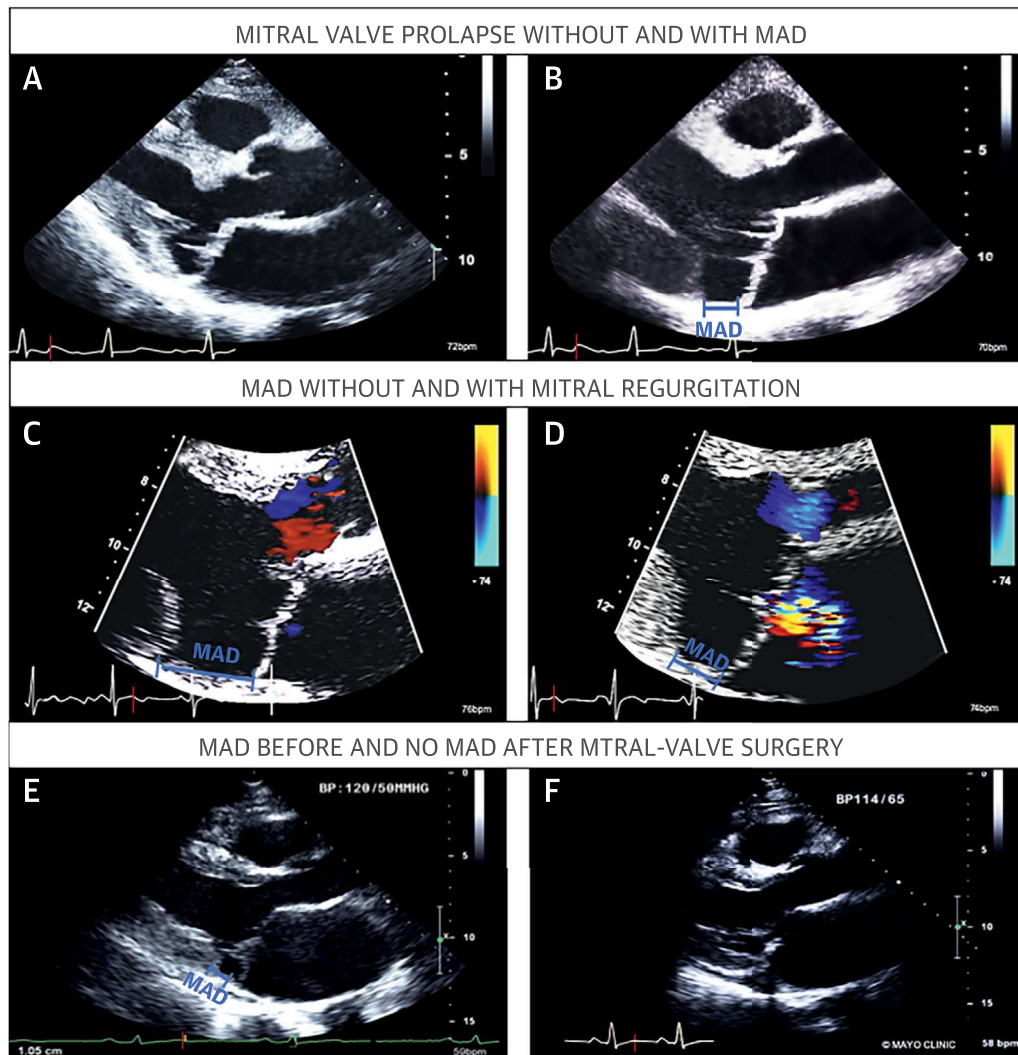 MITRAL VALVE PROLAPSE WITHOUT AND WITH MAD
A
5
10
72bpm
B
5
10
MAD
70bpm
MAD WITHOUT AND WITH MITRAL REGURGITATION
C
8
10
12
MAD
- 74
76bpm
D
8
10
12
MAD
- 74
74bpm
MAD BEFORE AND NO MAD AFTER MTRAL-VALVE SURGERY
E
BP:120/50MMHG
0
5
10
x
15
MAD
1.05 cm
59bpm
F
BP114/65
0
5
10
x
15
© MAYO CLINIC
58 bpm